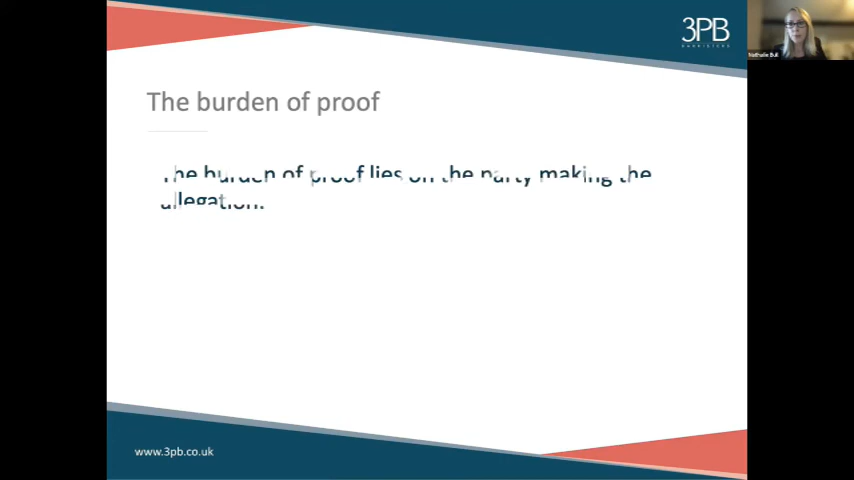 3PB
BARRISTERS
Nathalie Bull
The burden of proof
The burden of proof lies on the party making the
allegation.
www.3pb.co.uk